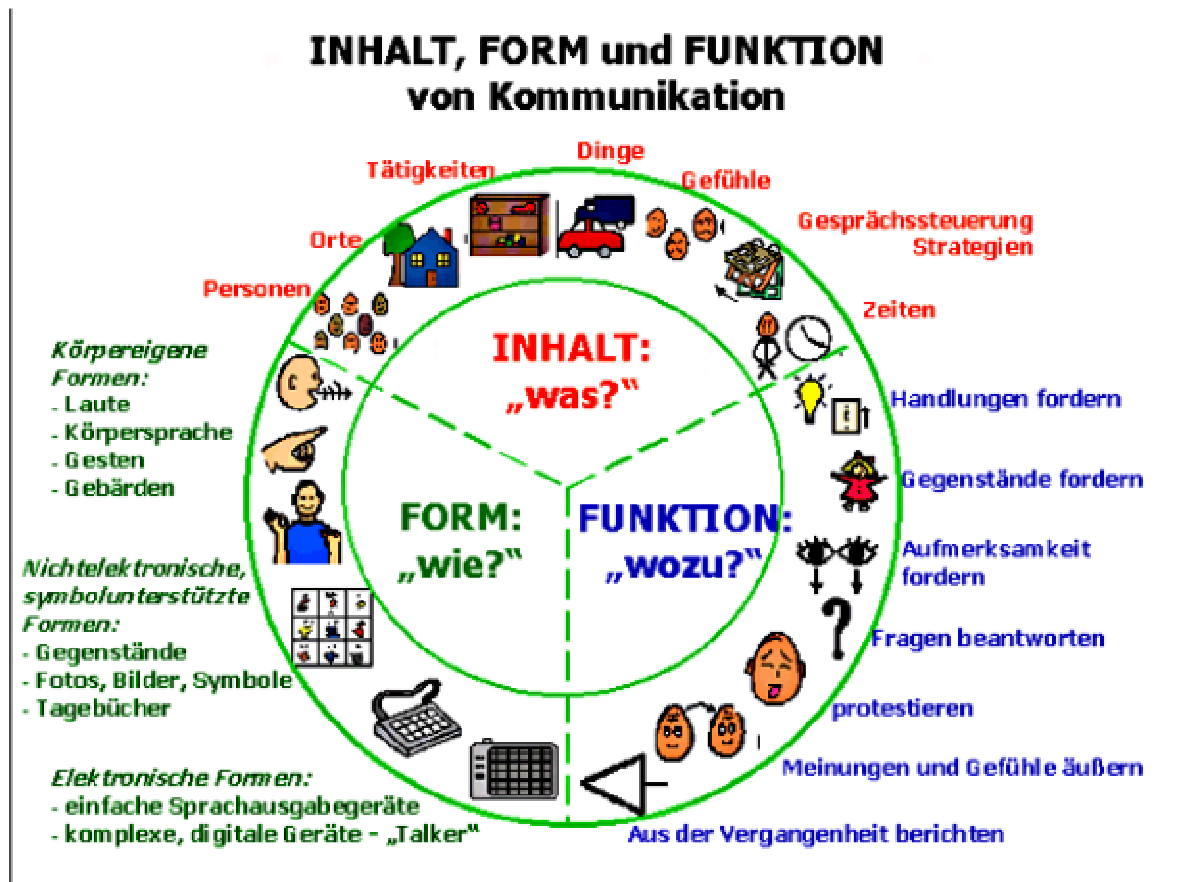 INHALT, FORM und FUNKTION
von Kommunikation
Dinge
Tätigkeiten
Gefühle
Gesprächssteuerung
Strategien
Orte
Personen
Zeiten
INHALT:
„was?“
Körpereigene
Formen:
- Laute
- Körpersprache
- Gesten
- Gebärden
FORM:
„wie?“
Nichtelektronische,
symbolunterstützte
Formen:
- Gegenstände
- Fotos, Bilder, Symbole
- Tagebücher
Elektronische Formen:
- einfache Sprachausgabegeräte
- komplexe, digitale Geräte – „Talker“
FUNKTION:
„wozu?“
Handlungen fordern
Gegenstände fordern
Aufmerksamkeit
fordern
Fragen beantworten
protestieren
Meinungen und Gefühle äußern
Aus der Vergangenheit berichten